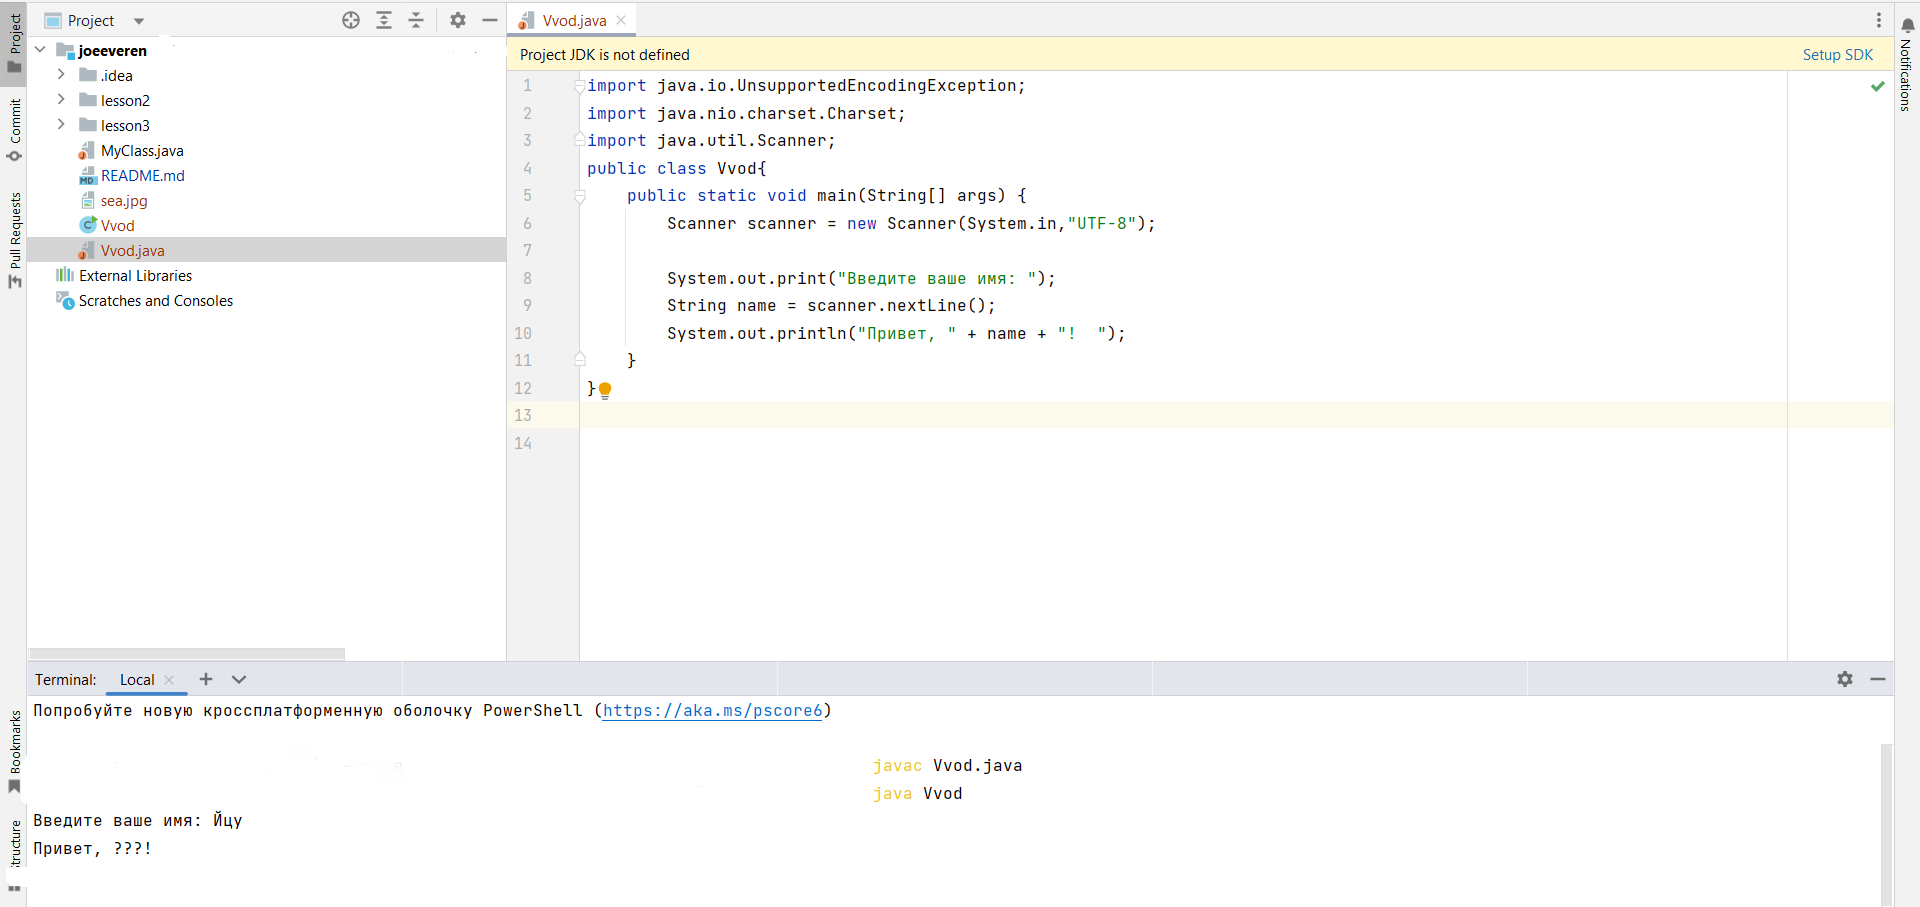 Project
Vvod.java
joeeveren
.idea
lesson2
lesson3
MyClass.java
README.md
sea.jpg
Vvod
Vvod.java
External Libraries
Scratches and Consoles
Project
Commit
Pull Requests
Bookmarks
Project JDK is not defined
Setup SDK
Notifications
1 import java.io.UnsupportedEncodingException;
2 import java.nio.charset.Charset;
3 import java.util.Scanner;
4 public class Vvod{
5 public static void main(String[] args) {
6 Scanner scanner = new Scanner(System.in,"UTF-8");
7
8 System.out.print("Введите ваше имя: ");
9 String name = scanner.nextLine();
10 System.out.println("Привет, " + name + "!  ");
11 }
12 }
13
14
Terminal: Local
Попробуйте новую кроссплатформенную оболочку PowerShell (https://aka.ms/pscore6)
javac Vvod.java
java Vvod
Введите ваше имя: Йцу
Привет, ???!